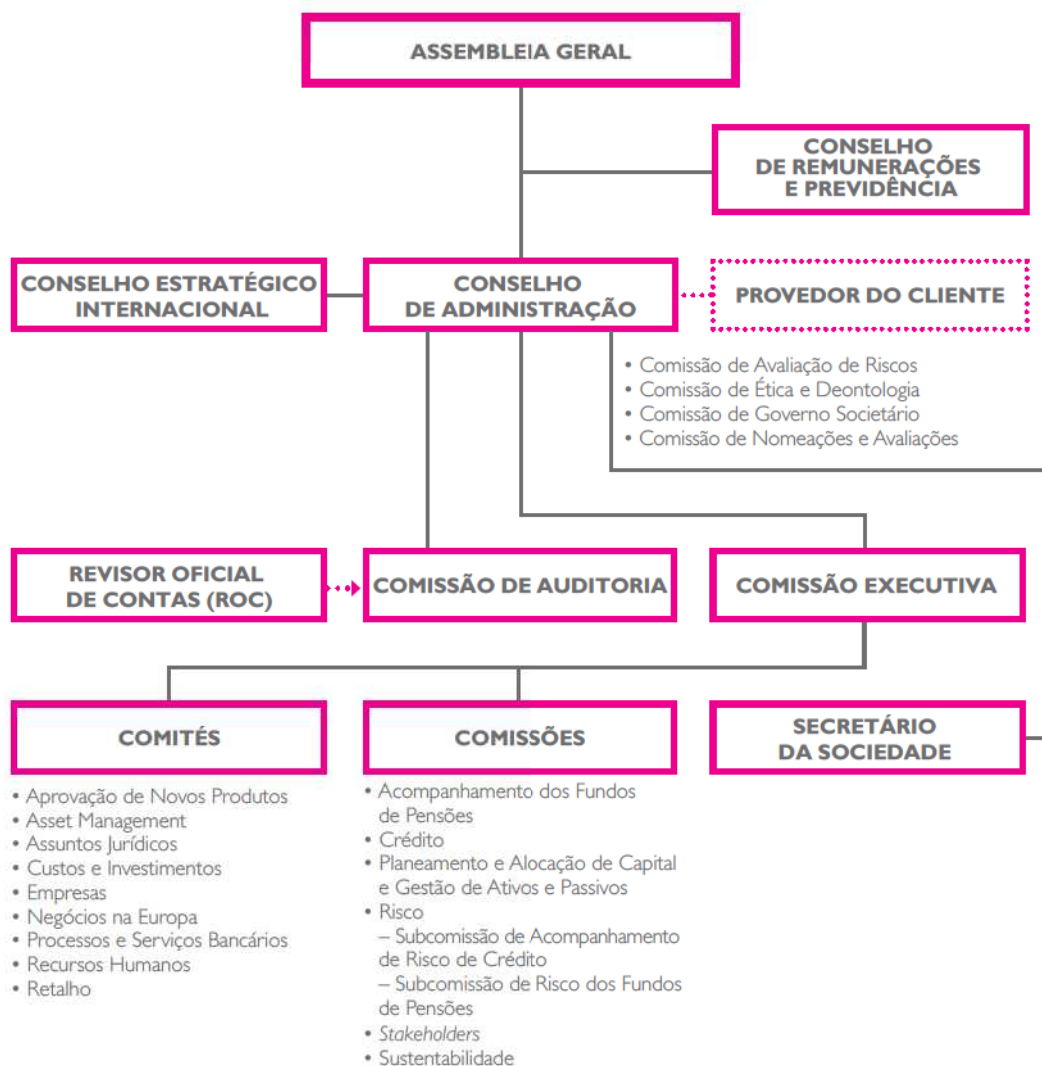 ASSEMBLEIA GERAL
CONSELHO
DE REMUNERAÇÕES
E PREVIDÊNCIA
CONSELHO ESTRATÉGICO
INTERNACIONAL
CONSELHO
DE ADMINISTRAÇÃO
PROVEDOR DO CLIENTE
• Comissão de Avaliação de Riscos
• Comissão de Ética e Deontologia
• Comissão de Governo Societário
• Comissão de Nomeações e Avaliações
REVISOR OFICIAL
DE CONTAS (ROC)
COMISSÃO DE AUDITORIA
COMISSÃO EXECUTIVA
COMITÉS
• Aprovação de Novos Produtos
• Asset Management
• Assuntos Jurídicos
• Custos e Investimentos
• Empresas
• Negócios na Europa
• Processos e Serviços Bancários
• Recursos Humanos
• Retalho
COMISSÕES
• Acompanhamento dos Fundos
de Pensões
• Crédito
• Planeamento e Alocação de Capital
e Gestão de Ativos e Passivos
• Risco
– Subcomissão de Acompanhamento
de Risco de Crédito
– Subcomissão de Risco dos Fundos
de Pensões
• Stakeholders
• Sustentabilidade
SECRETÁRIO
DA SOCIEDADE